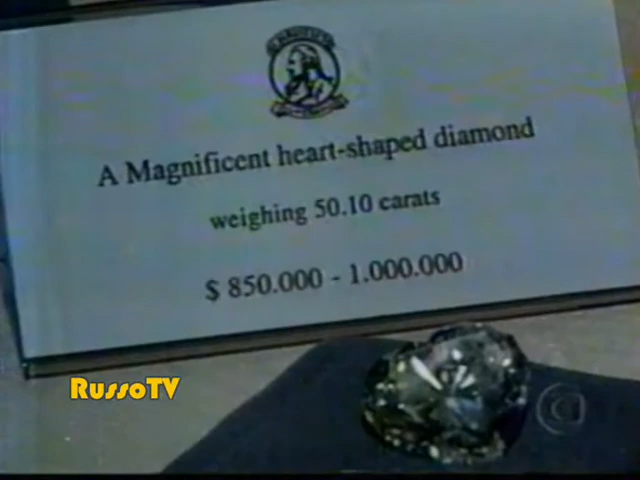 A Magnificent heart-shaped diamond
weighing 50.10 carats
$ 850.000 - 1.000.000
RussoTV